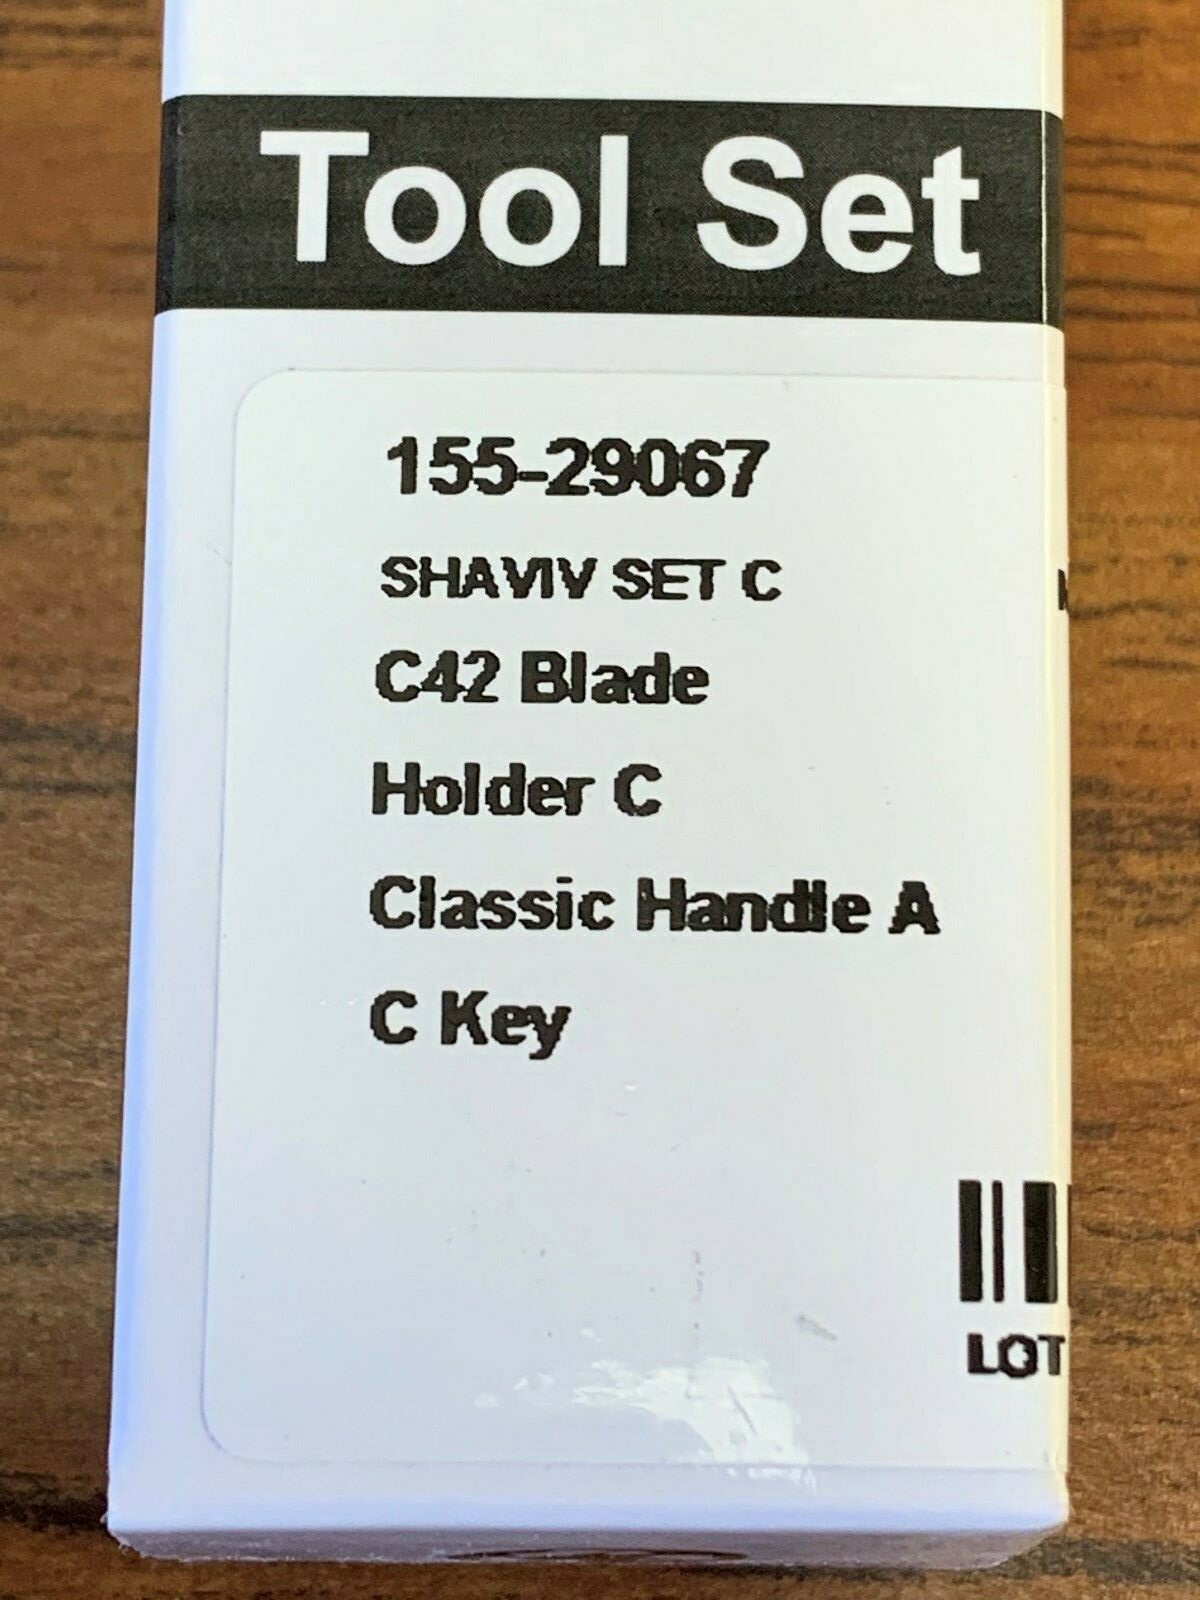 Tool Set
155-29067
SHAVIV SET C
C42 Blade
Holder C
Classic Handle A
C Key
LOT